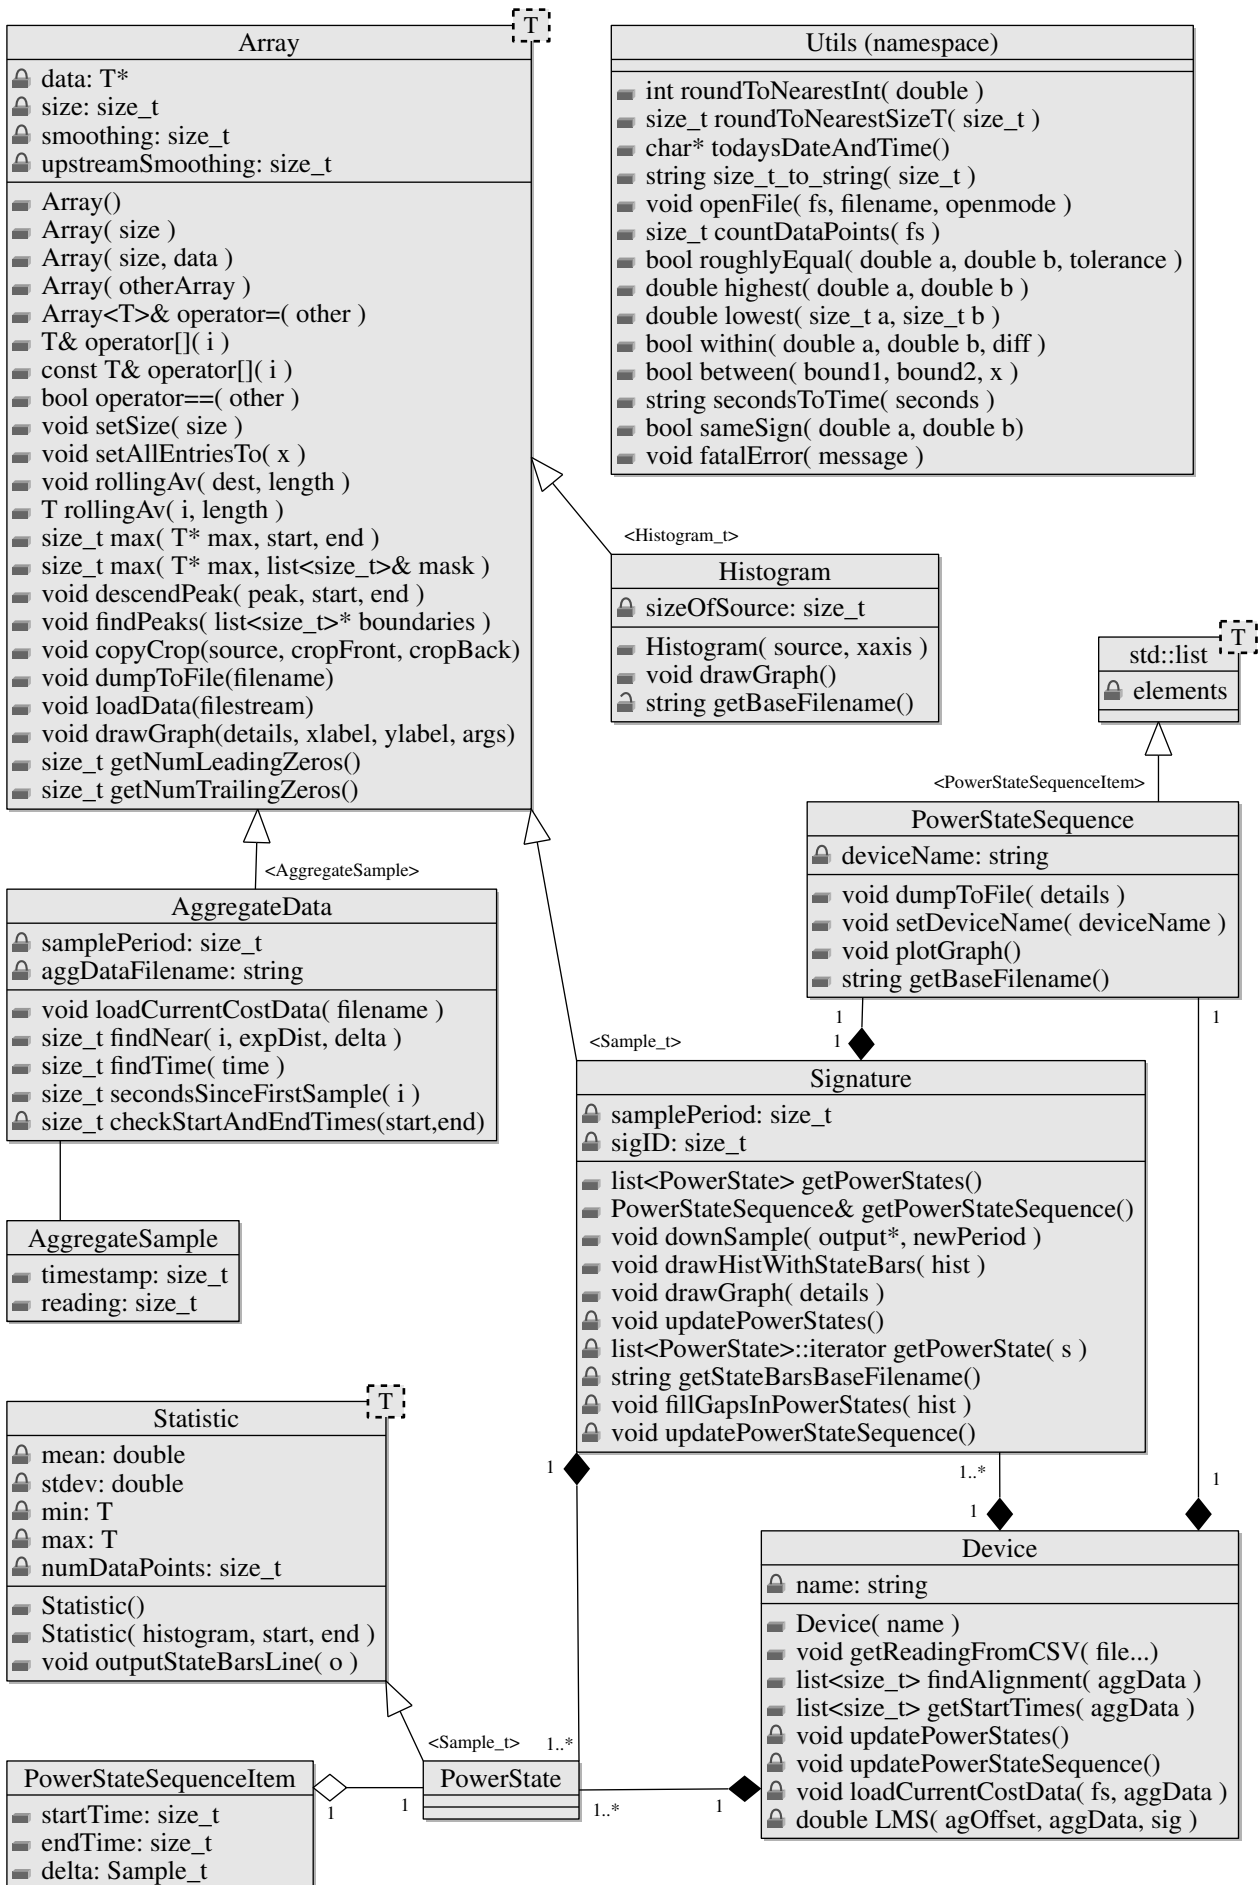 T
Array
data: T*
size: size_t
smoothing: size_t
upstreamSmoothing: size_t
Array()
Array( size )
Array( size, data )
Array( otherArray )
Array<T>& operator=( other )
T& operator[]( i )
const T& operator[]( i )
bool operator==( other )
void setSize( size )
void setAllEntriesTo( x )
void rollingAv( dest, length )
T rollingAv( i, length )
size_t max( T* max, start, end )
size_t max( T* max, list<size_t>& mask )
void descendPeak( peak, start, end )
void findPeaks( list<size_t>* boundaries )
void copyCrop(source, cropFront, cropBack)
void dumpToFile(filename)
void loadData(filestream)
void drawGraph(details, xlabel, ylabel, args)
size_t getNumLeadingZeros()
size_t getNumTrailingZeros()
Utils (namespace)
int roundToNearestInt( double )
size_t roundToNearestSizeT( size_t )
char* todaysDateAndTime()
string size_t_to_string( size_t )
void openFile( fs, filename, openmode )
size_t countDataPoints( fs )
bool roughlyEqual( double a, double b, tolerance )
double highest( double a, double b )
double lowest( size_t a, size_t b )
bool within( double a, double b, diff )
bool between( bound1, bound2, x )
string secondsToTime( seconds )
bool sameSign( double a, double b)
void fatalError( message )
<Histogram_t>
Histogram
sizeOfSource: size_t
Histogram( source, xaxis )
void drawGraph()
string getBaseFilename()
T
std::list
elements
<PowerStateSequenceItem>
PowerStateSequence
deviceName: string
void dumpToFile( details )
void setDeviceName( deviceName )
void plotGraph()
string getBaseFilename()
<AggregateSample>
AggregateData
samplePeriod: size_t
aggDataFilename: string
void loadCurrentCostData( filename )
size_t findNear( i, expDist, delta )
size_t findTime( time )
size_t secondsSinceFirstSample( i )
size_t checkStartAndEndTimes(start,end)
AggregateSample
timestamp: size_t
reading: size_t
1
1
1
<Sample_t>
Signature
samplePeriod: size_t
sigID: size_t
list<PowerState> getPowerStates()
PowerStateSequence& getPowerStateSequence()
void downSample( output*, newPeriod )
void drawHistWithStateBars( hist )
void drawGraph( details )
void updatePowerStates()
list<PowerState>::iterator getPowerState( s )
string getStateBarsBaseFilename()
void fillGapsInPowerStates( hist )
void updatePowerStateSequence()
1
1..*
1
1
T
Statistic
mean: double
stdev: double
min: T
max: T
numDataPoints: size_t
Statistic()
Statistic( histogram, start, end )
void outputStateBarsLine( o )
Device
name: string
Device( name )
void getReadingFromCSV( file...)
list<size_t> findAlignment( aggData )
list<size_t> getStartTimes( aggData )
void updatePowerStates()
void updatePowerStateSequence()
void loadCurrentCostData( fs, aggData )
double LMS( agOffset, aggData, sig )
<Sample_t>
1..*
PowerState
1
1
1..*
1
PowerStateSequenceItem
startTime: size_t
endTime: size_t
delta: Sample_t